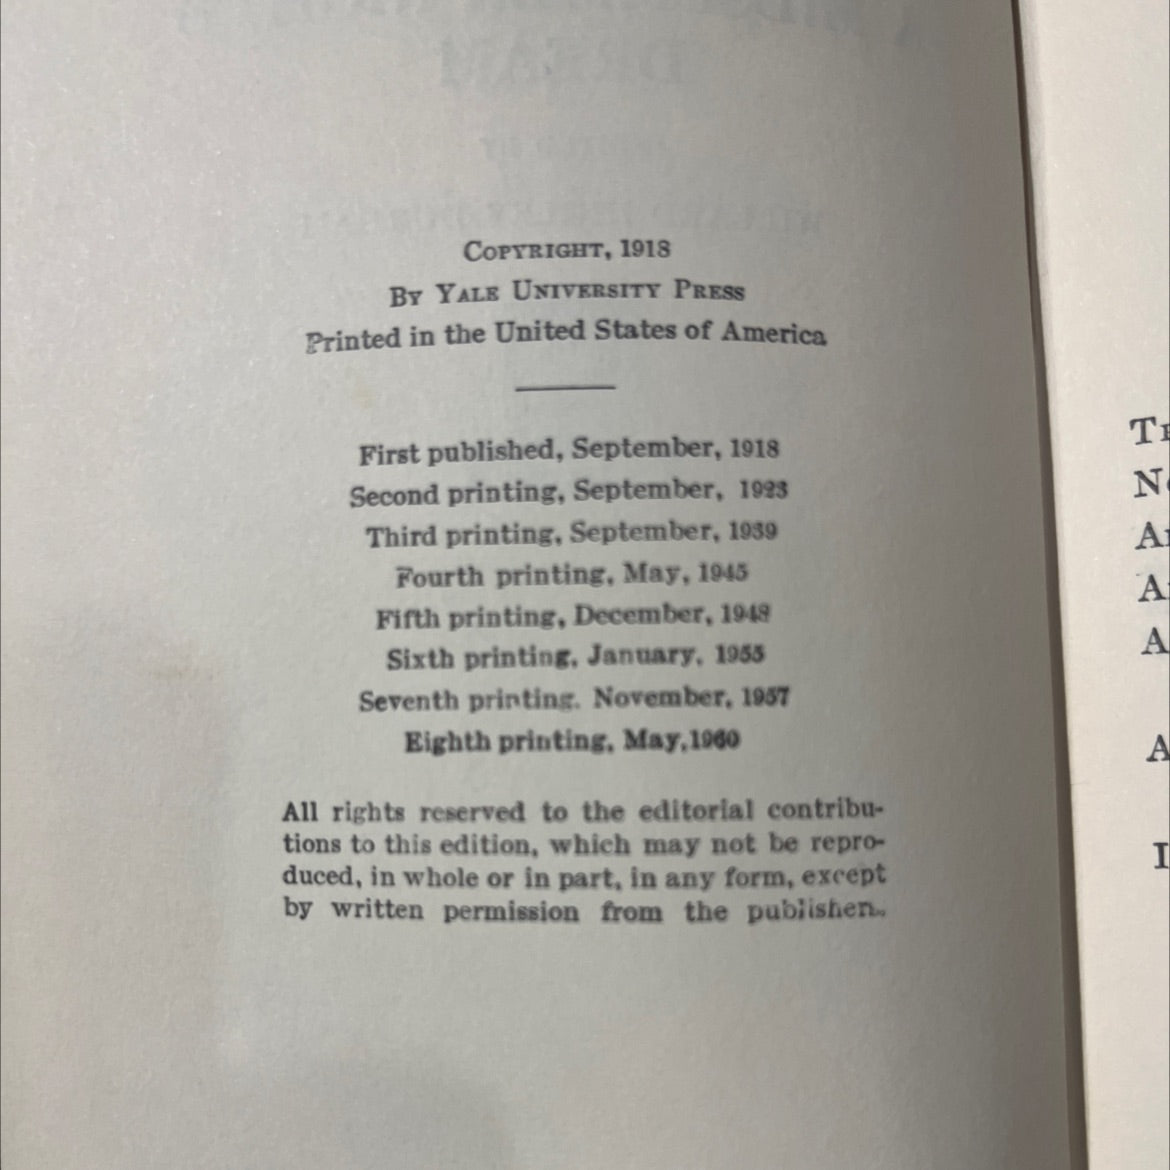 COPYRIGHT, 1918
BY YALE UNIVERSITY PRESS
Printed in the United States of America
First published, September, 1918
Second printing, September, 1923
Third printing, September, 1939
Fourth printing, May, 1945
Fifth printing, December, 1948
Sixth printing, January, 1955
Seventh printing. November, 1957
Eighth printing, May, 1960
All rights reserved to the editorial contribu-
tions to this edition, which may not be repro-
duced, in whole or in part, in any form, except
by written permission from the publisher.